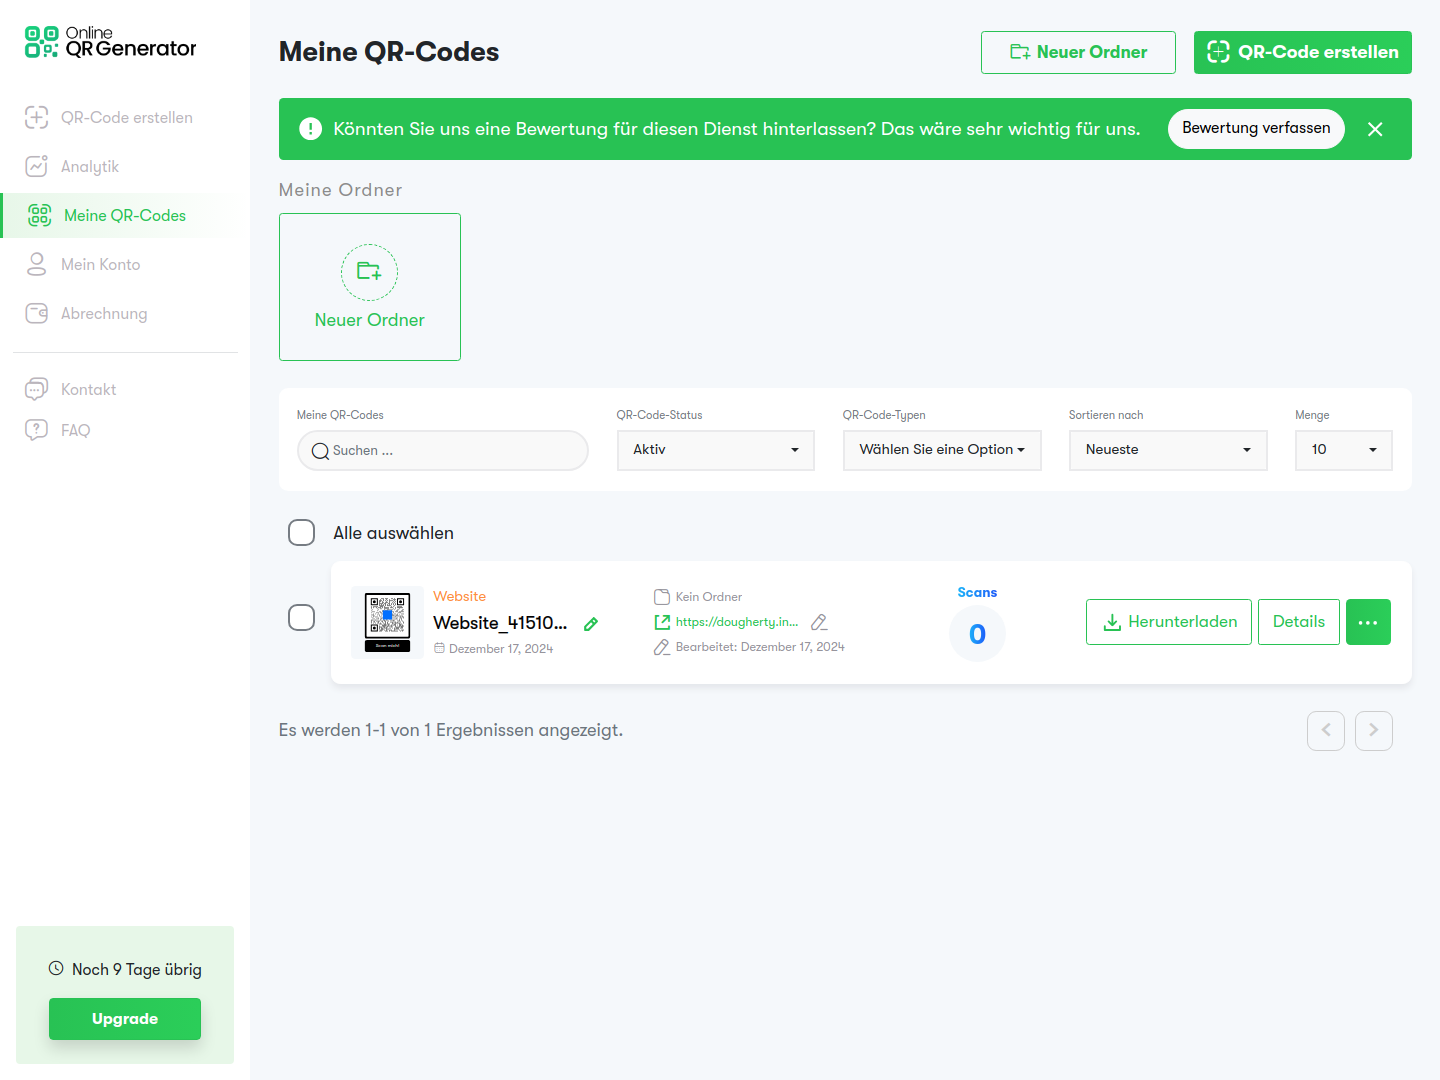 Online
QR Generator
QR-Code erstellen
Analytik
Meine QR-Codes
Mein Konto
Abrechnung
Kontakt
FAQ
Noch 9 Tage übrig
Upgrade
Meine QR-Codes
Neuer Ordner
QR-Code erstellen
Könnten Sie uns eine Bewertung für diesen Dienst hinterlassen? Das wäre sehr wichtig für uns.
Bewertung verfassen
Meine Ordner
Neuer Ordner
Meine QR-Codes
QR-Code-Status
QR-Code-Typen
Sortieren nach
Menge
Suchen ...
Aktiv
Wählen Sie eine Option
Neueste
10
Alle auswählen
Scan mich!
Website
Website_41510...
Dezember 17, 2024
Kein Ordner
https://dougherty.in...
Bearbeitet: Dezember 17, 2024
Scans
0
Herunterladen
Details
Es werden 1-1 von 1 Ergebnissen angezeigt.